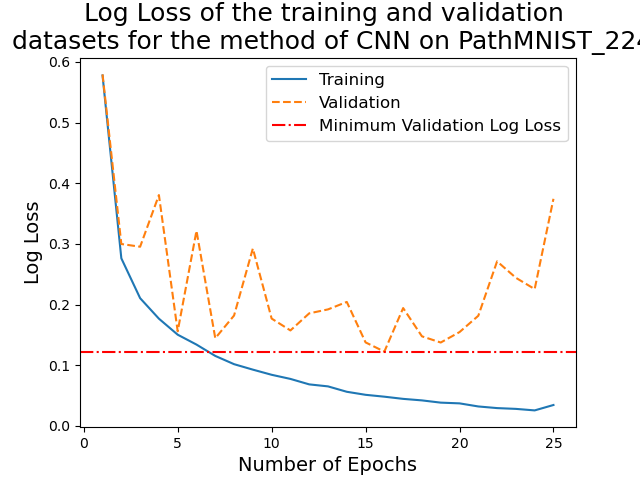 Log Loss of the training and validation
datasets for the method of CNN on PathMNIST_224
Training
Validation
Minimum Validation Log Loss
Log Loss
0.6
0.5
0.4
0.3
0.2
0.1
0.0
0
5
10
15
20
25
Number of Epochs